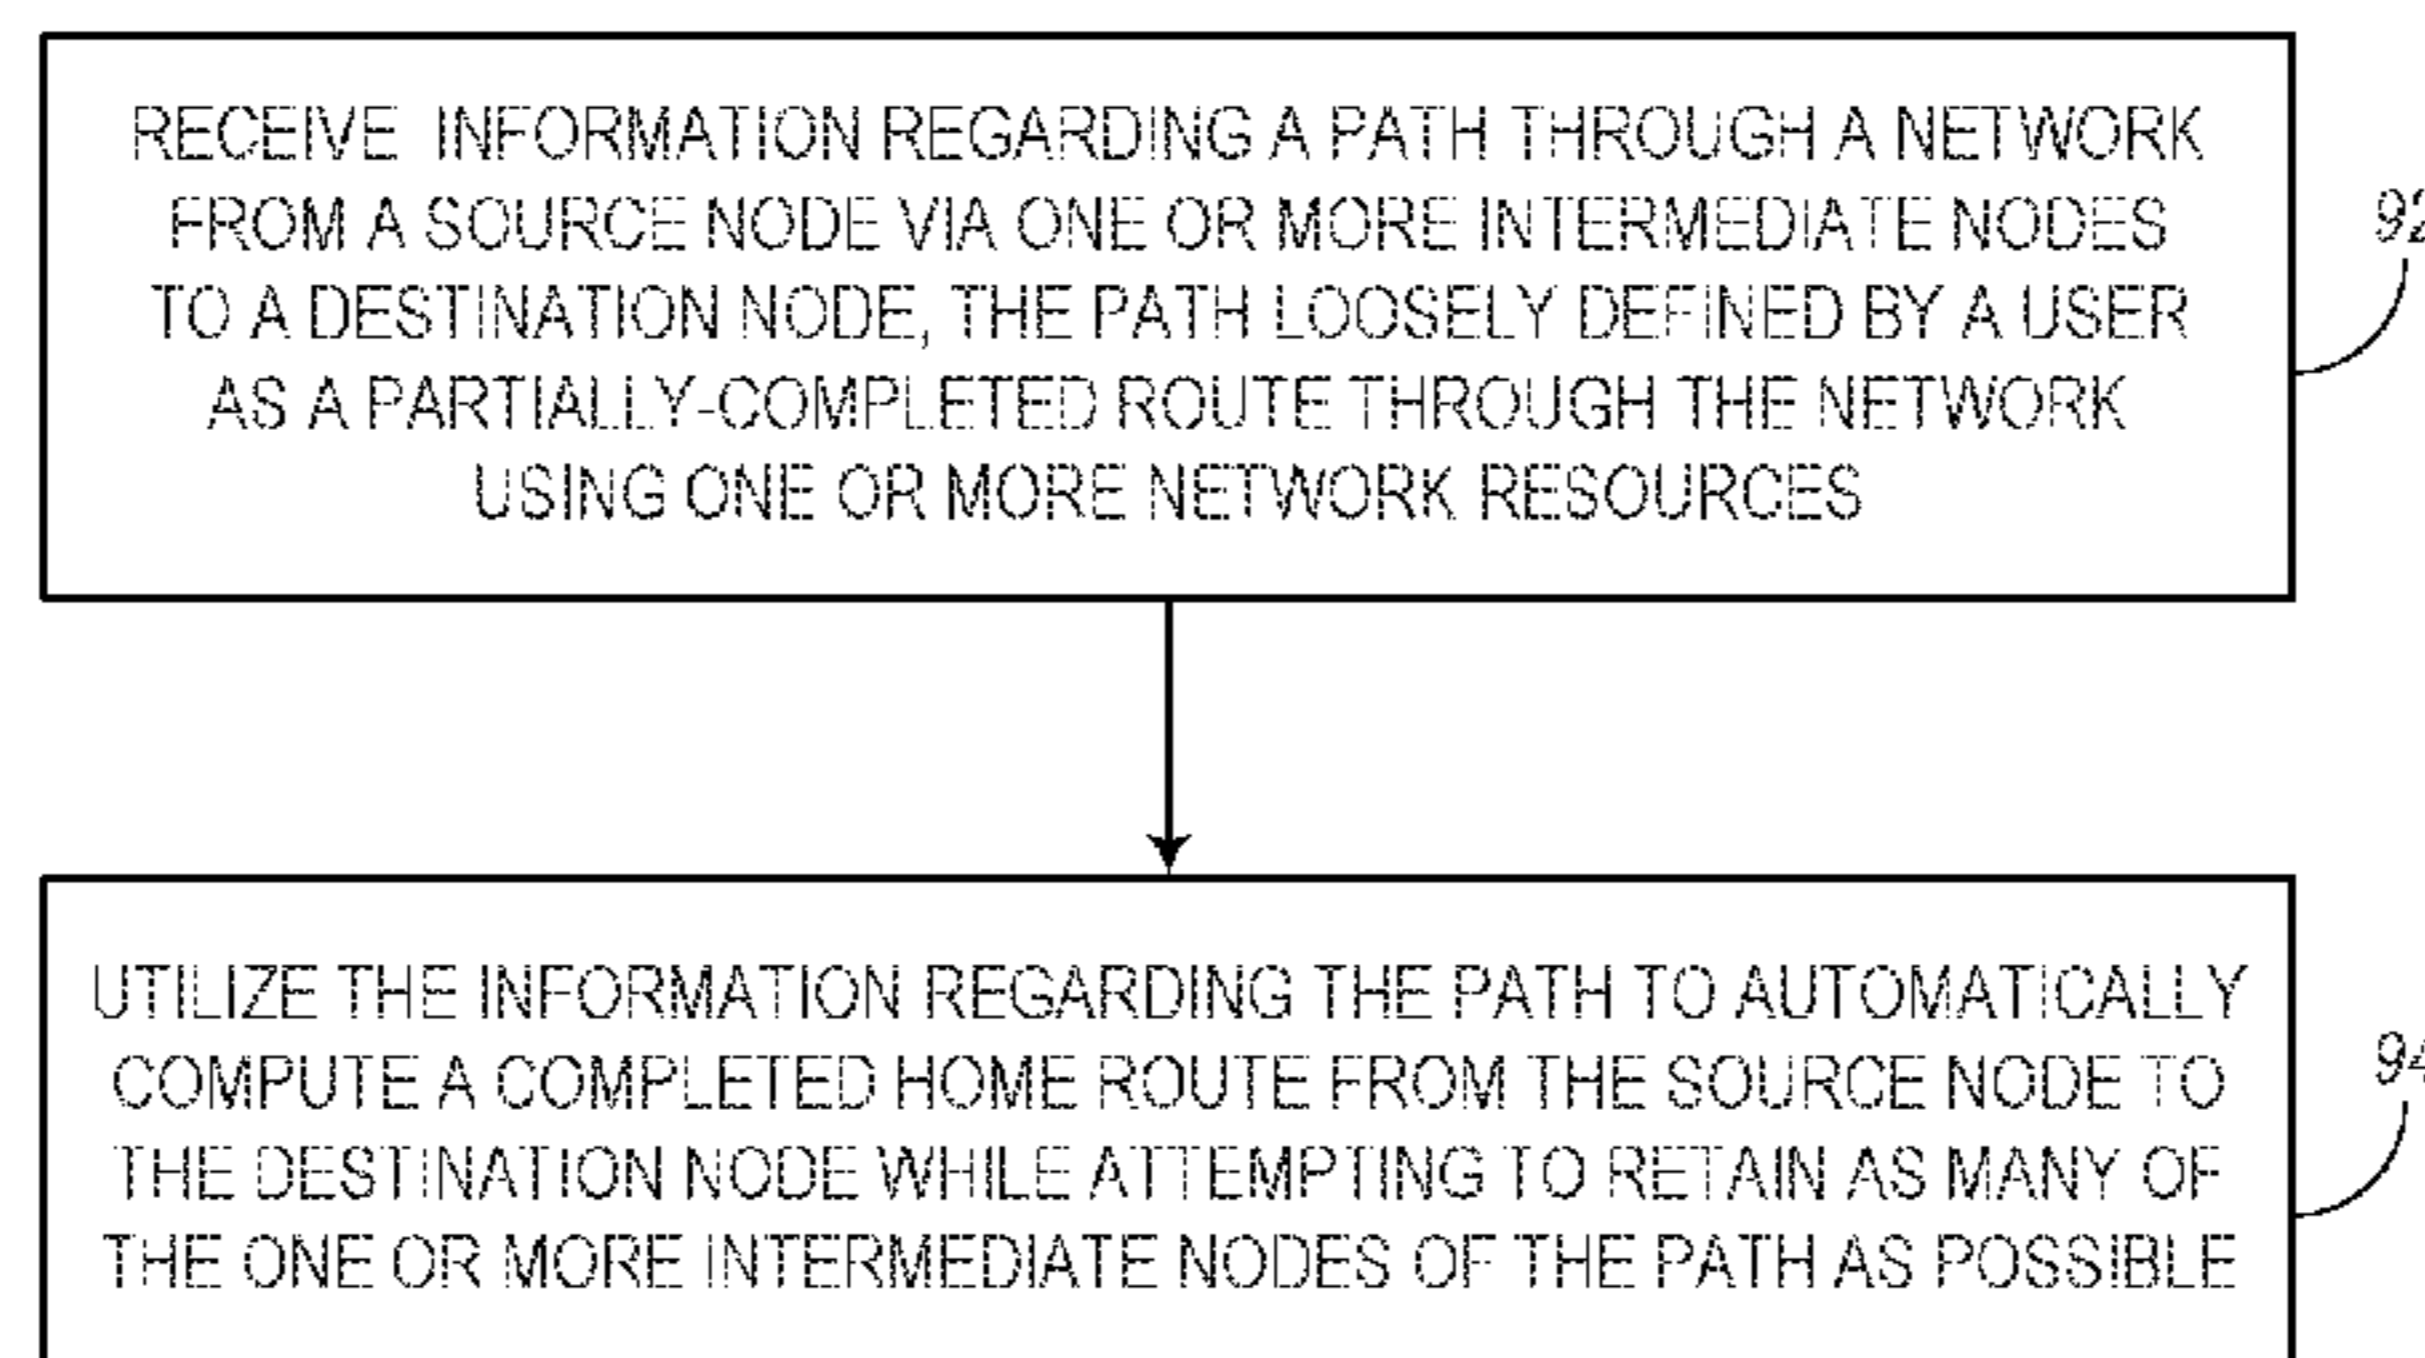 RECEIVE INFORMATION REGARDING A PATH THROUGH A NETWORK
FROM A SOURCE NODE VIA ONE OR MORE INTERMEDIATE NODES
TO A DESTINATION NODE, THE PATH LOOSELY DEFINED BY A USER
AS A PARTIALLY-COMPLETED ROUTE THROUGH THE NETWORK
USING ONE OR MORE NETWORK RESOURCES
92
UTILIZE THE INFORMATION REGARDING THE PATH TO AUTOMATICALLY
COMPUTE A COMPLETED HOME ROUTE FROM THE SOURCE NODE TO
THE DESTINATION NODE WHILE ATTEMPTING TO RETAIN AS MANY OF
THE ONE OR MORE INTERMEDIATE NODES OF THE PATH AS POSSIBLE
94